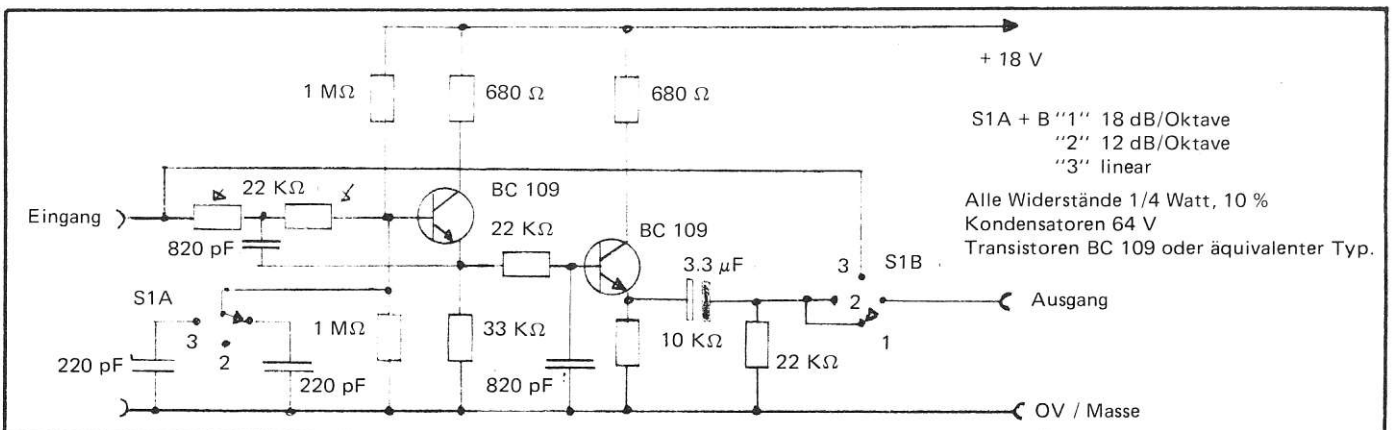 + 18 V
1 MΩ
680 Ω
680 Ω
S1A + B "1" 18 dB/Oktave
"2" 12 dB/Oktave
"3" linear
Alle Widerstände 1/4 Watt, 10 %
Kondensatoren 64 V
Transistoren BC 109 oder äquivalenter Typ.
22 KΩ
BC 109
Eingang
22 KΩ
BC 109
820 pF
3.3 µF
3
S1B
S1A
2
Ausgang
3
2
1 MΩ
33 KΩ
10 KΩ
22 KΩ
1
220 pF
220 pF
820 pF
OV / Masse